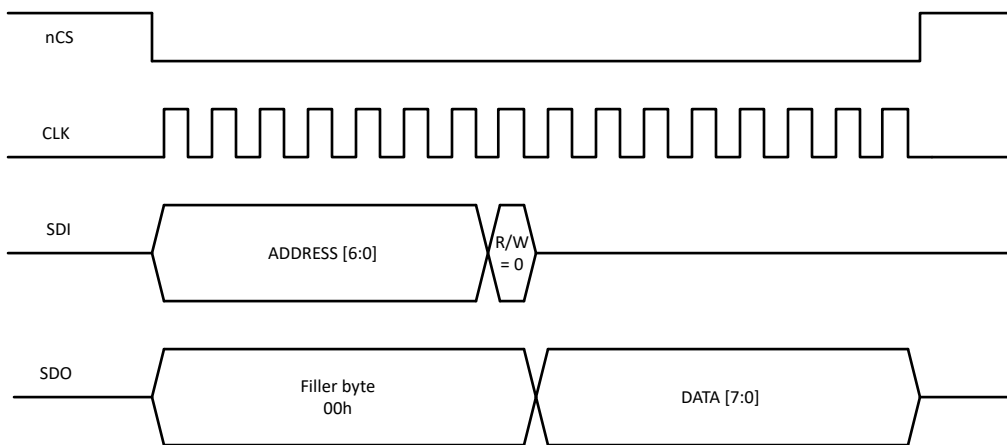 nCS
CLK
SDI
ADDRESS [6:0]
R/W
= 0
SDO
Filler byte
00h
DATA [7:0]